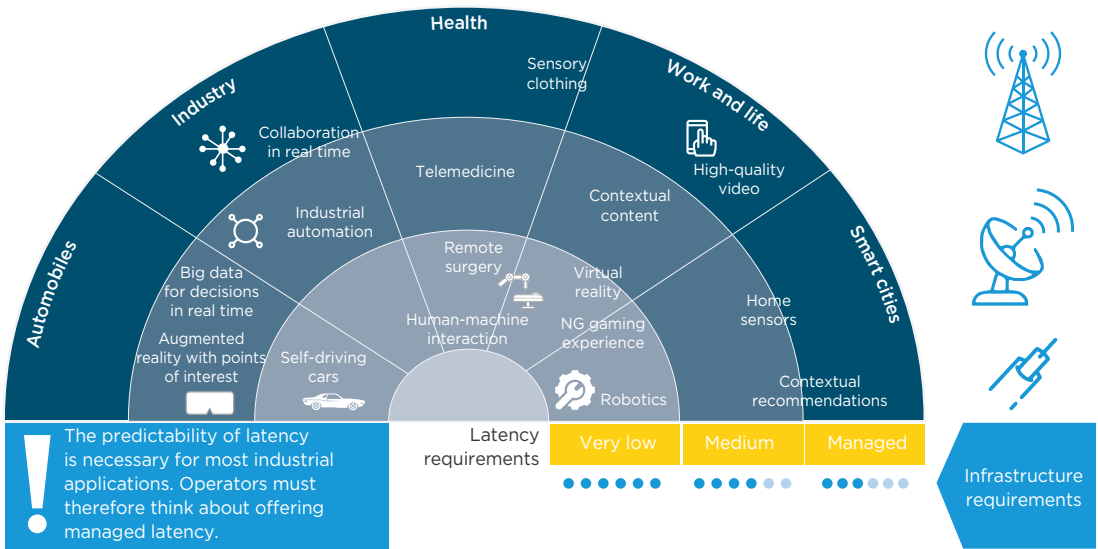 Health
Industry
Work and life
Automobiles
Smart cities
Sensory
clothing
Collaboration
in real time
High-quality
video
Telemedicine
Contextual
content
Industrial
automation
Big data
for decisions
in real time
Remote
surgery
Virtual
reality
Home
sensors
Augmented
reality with points
of interest
Self-driving
cars
Human-machine
interaction
NG gaming
experience
Robotics
Contextual
recommendations
!
The predictability of latency
is necessary for most industrial
applications. Operators must
therefore think about offering
managed latency.
Latency
requirements
Very low
Medium
Managed
Infrastructure
requirements